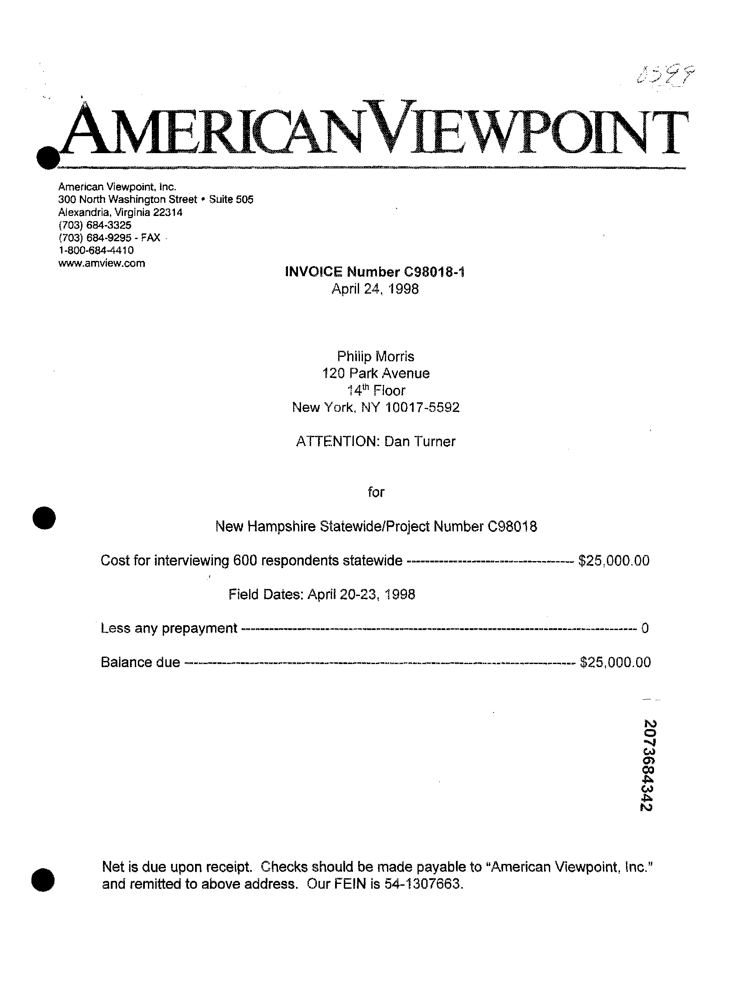 0599
AMERICANVIEWPOINT
American Viewpoint, Inc.
300 North Washington Street • Suite 505
Alexandria, Virginia 22314
(703) 684-3325
(703) 684-9295 - FAX
1-800-684-4410
www.amview.com
INVOICE Number C98018-1
April 24, 1998
Philip Morris
120 Park Avenue
14th Floor
New York, NY 10017-5592
ATTENTION: Dan Turner
for
New Hampshire Statewide/Project Number C98018
Cost for interviewing 600 respondents statewide ----------------------------------- $25,000.00
Field Dates: April 20-23, 1998
Less any prepayment ----------------------------------------------------------------------------------- 0
Balance due ---------------------------------------------------------------------------------- $25,000.00
2073684342
Net is due upon receipt. Checks should be made payable to "American Viewpoint, Inc."
and remitted to above address. Our FEIN is 54-1307663.